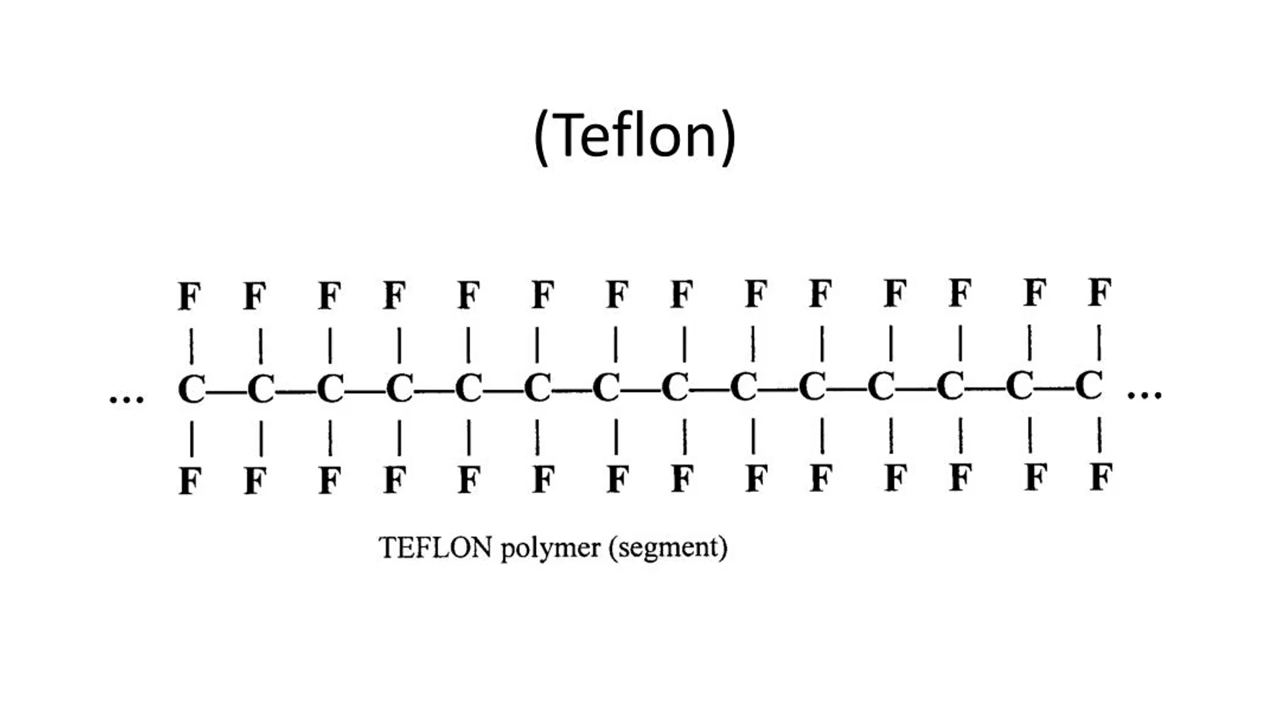 (Teflon)
F F F F F F F F F F F F F F
... C—C—C—C—C—C—C—C—C—C—C—C—C—C ...
F F F F F F F F F F F F F F
TEFLON polymer (segment)